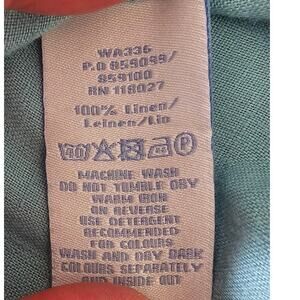 WA336
P.O 859099/
859100
RN 118027
100% Linen/
Leinen/Lin
40 P
MACHINE WASH
DO NOT TUMBLE DRY
WARM IRON
ON REVERSE
USE DETERGENT
RECOMMENDED
FOR COLOURS
WASH AND DRY DARK
COLOURS SEPARATELY
AND INSIDE OUT